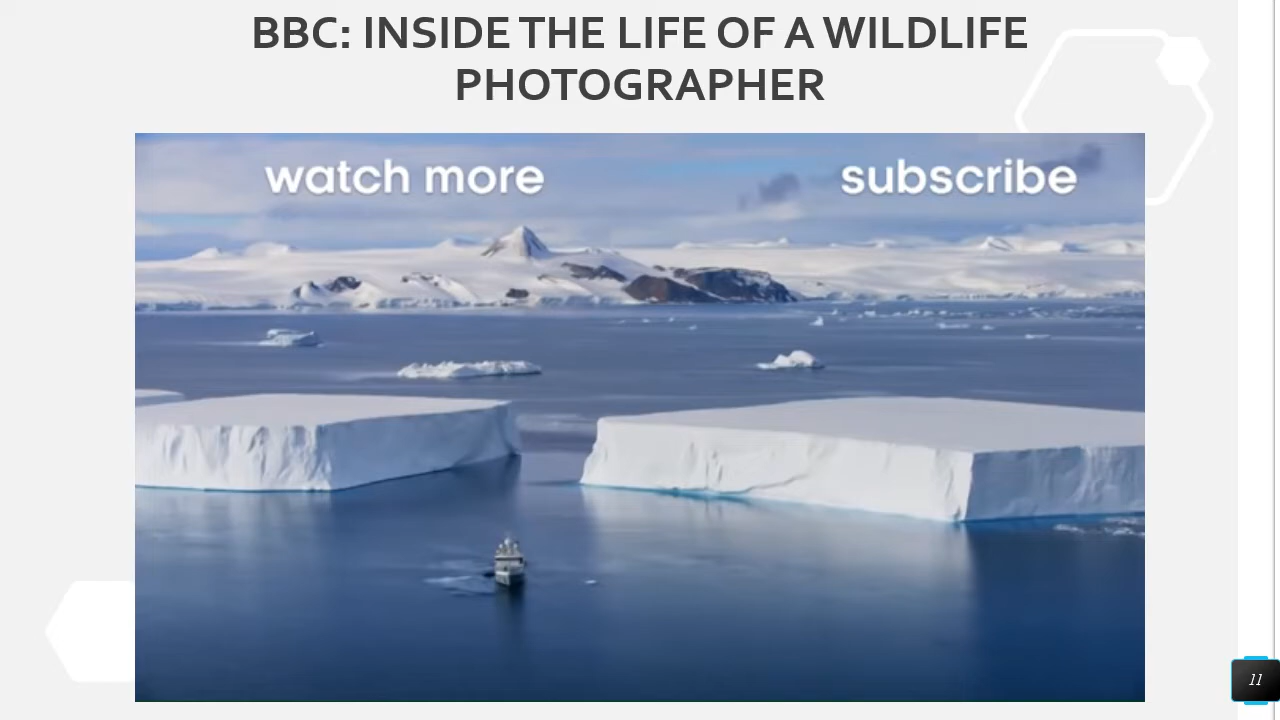 BBC: INSIDE THE LIFE OF A WILDLIFE
PHOTOGRAPHER
watch more
subscribe
11